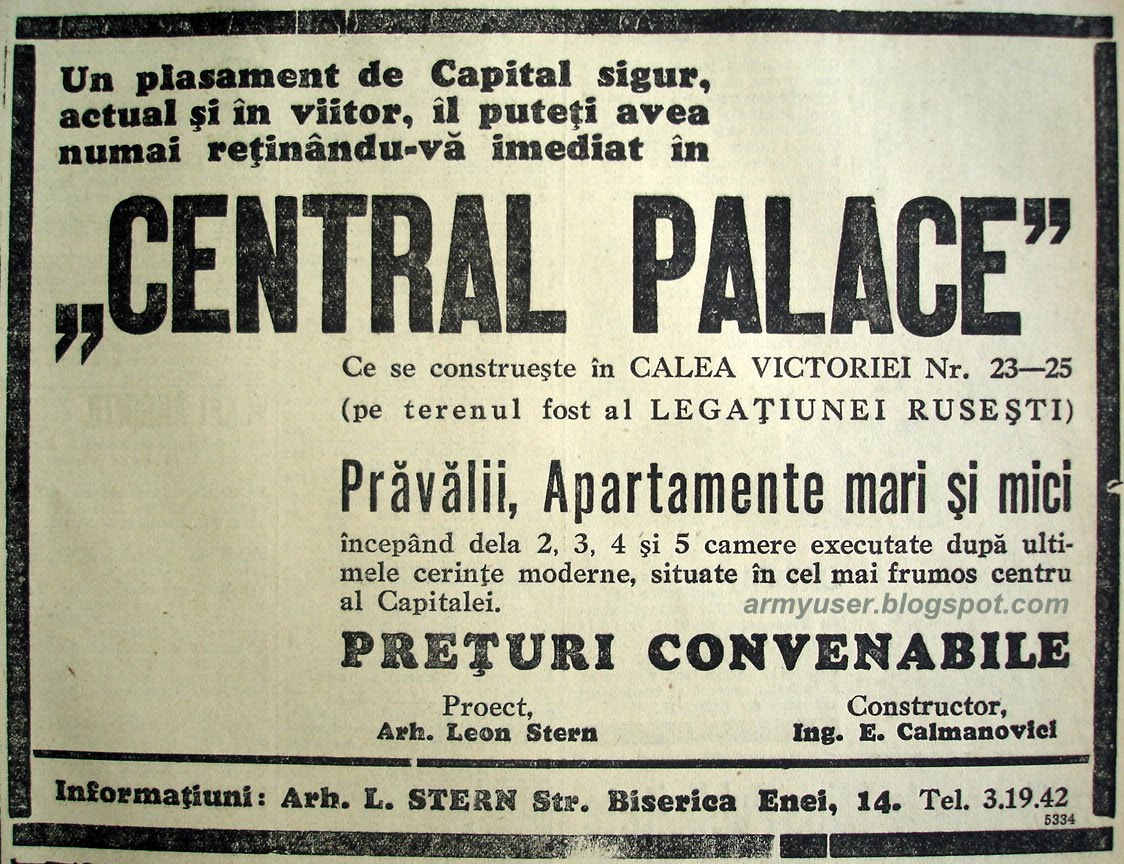 Un plasament de Capital sigur,
actual şi în viitor, îl puteţi avea
numai reţinându-vă imediat în
„CENTRAL PALACE”
Ce se construeşte în CALEA VICTORIEI Nr. 23—25
(pe terenul fost al LEGAŢIUNEI RUSEŞTI)
Prăvălii, Apartamente mari şi mici
începând dela 2, 3, 4 şi 5 camere executate după ulti-
mele cerinţe moderne, situate în cel mai frumos centru
al Capitalei.
armyuser.blogspot.com
PREŢURI CONVENABILE
Proect,
Arh. Leon Stern
Constructor,
Ing. E. Calmanovici
Informaţiuni: Arh. L. STERN Str. Biserica Enei, 14. Tel. 3.19.42
5334